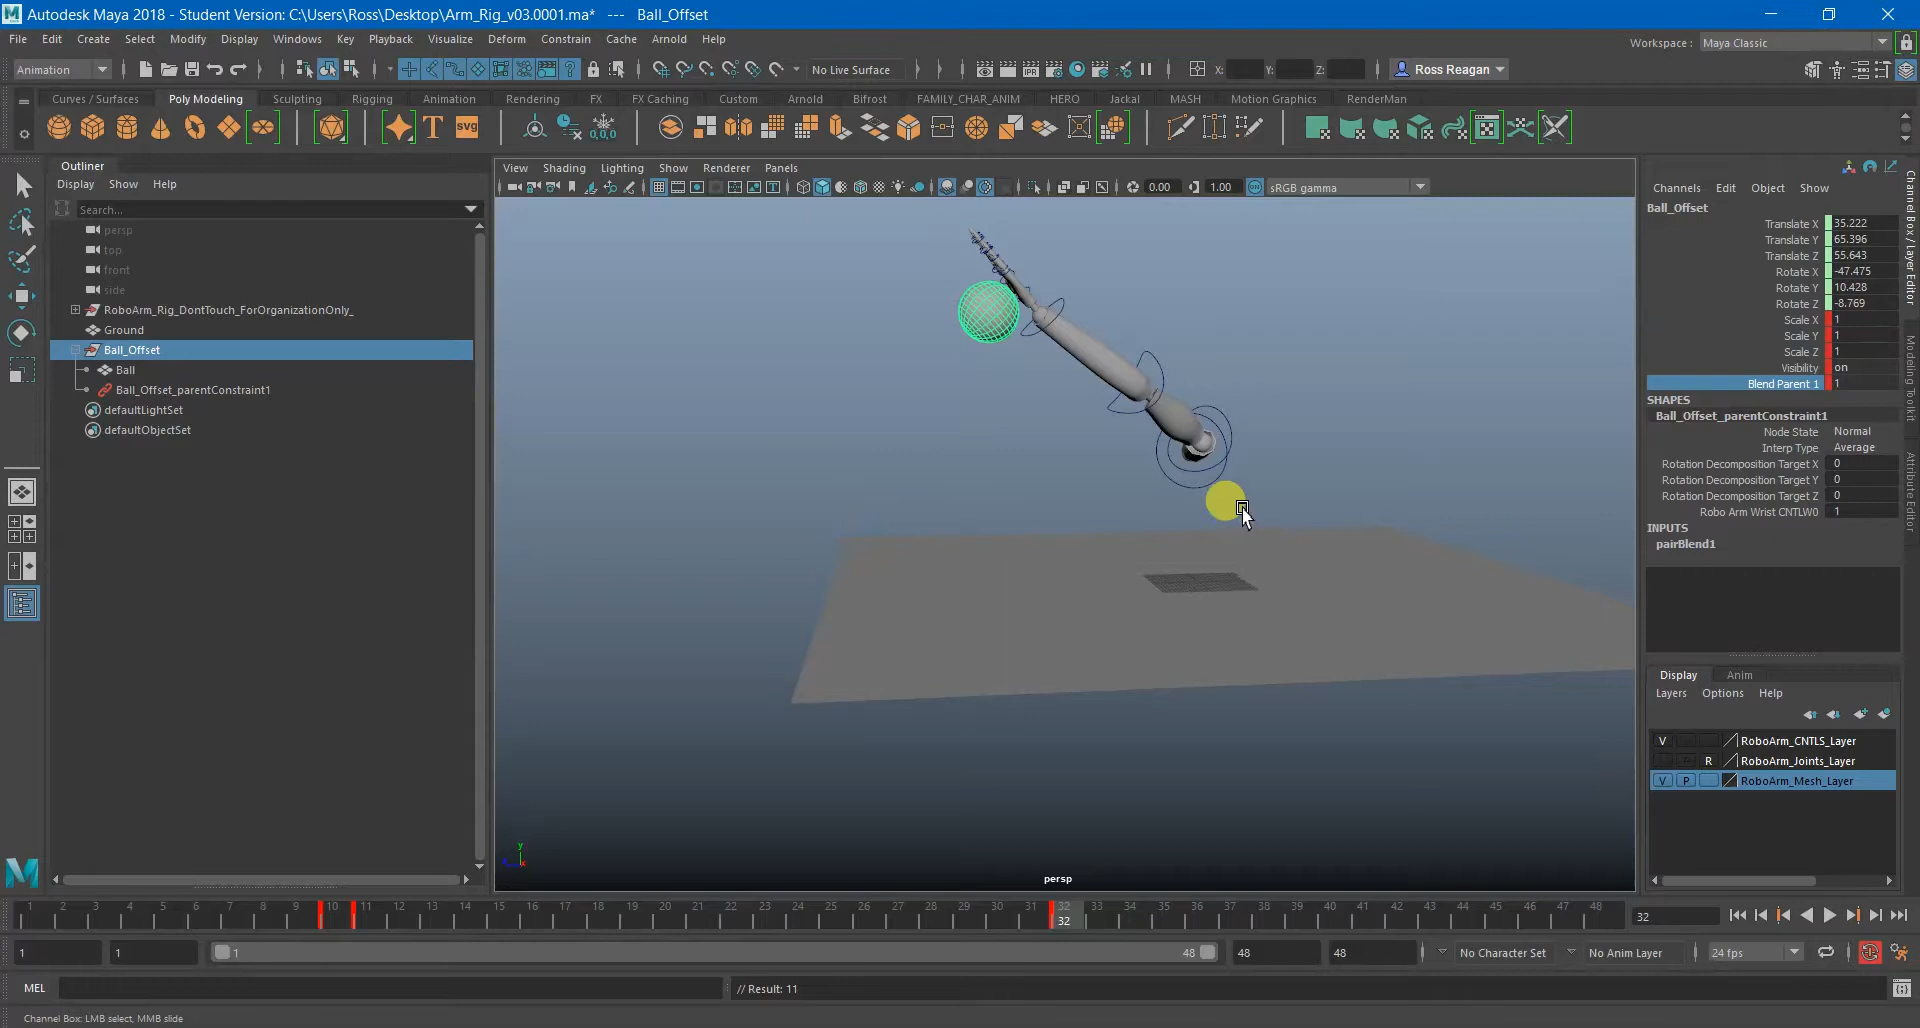 Autodesk Maya 2018 - Student Version: C:\Users\Ross\Desktop\Arm_Rig_v03.0001.ma* --- Ball_Offset
File Edit Create Select Modify Display Windows Key Playback Visualize Deform Constrain Cache Arnold Help
Workspace : Maya Classic
Animation No Live Surface X: Y: Z: Ross Reagan
Curves / Surfaces Poly Modeling Sculpting Rigging Animation Rendering FX FX Caching Custom Arnold Bifrost FAMILY_CHAR_ANIM HERO Jackal MASH Motion Graphics RenderMan
Outliner
Display Show Help
Search...
persp
top
front
side
RoboArm_Rig_DontTouch_ForOrganizationOnly_
Ground
Ball_Offset
Ball
Ball_Offset_parentConstraint1
defaultLightSet
defaultObjectSet
View Shading Lighting Show Renderer Panels
0.00 1.00 sRGB gamma
persp
Channels Edit Object Show
Ball_Offset
Translate X 35.222
Translate Y 65.396
Translate Z 55.643
Rotate X -47.475
Rotate Y 10.428
Rotate Z -8.769
Scale X 1
Scale Y 1
Scale Z 1
Visibility on
Blend Parent 1 1
SHAPES
Ball_Offset_parentConstraint1
Node State Normal
Interp Type Average
Rotation Decomposition Target X 0
Rotation Decomposition Target Y 0
Rotation Decomposition Target Z 0
Robo Arm Wrist CNTLW0 1
INPUTS
pairBlend1
Channel Box / Layer Editor
Modeling Toolkit
Attribute Editor
Display Anim
Layers Options Help
V RoboArm_CNTLS_Layer
P R RoboArm_Joints_Layer
V P RoboArm_Mesh_Layer
1 2 3 4 5 6 7 8 9 10 11 12 13 14 15 16 17 18 19 20 21 22 23 24 25 26 27 28 29 30 31 32 33 34 35 36 37 38 39 40 41 42 43 44 45 46 47 48
32 32
1 1 1 48 48 48 No Character Set No Anim Layer 24 fps
MEL // Result: 11
Channel Box: LMB select, MMB slide